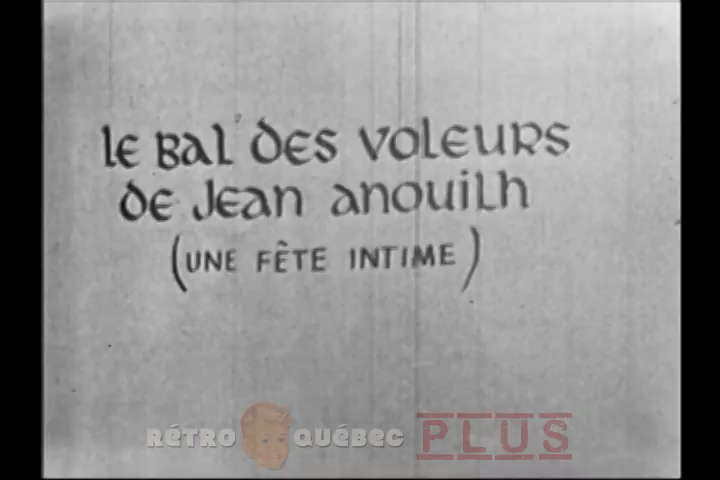 le Bal des voleurs
de Jean Anouilh
(UNE FÊTE INTIME)
RÉTRO QUÉBEC PLUS